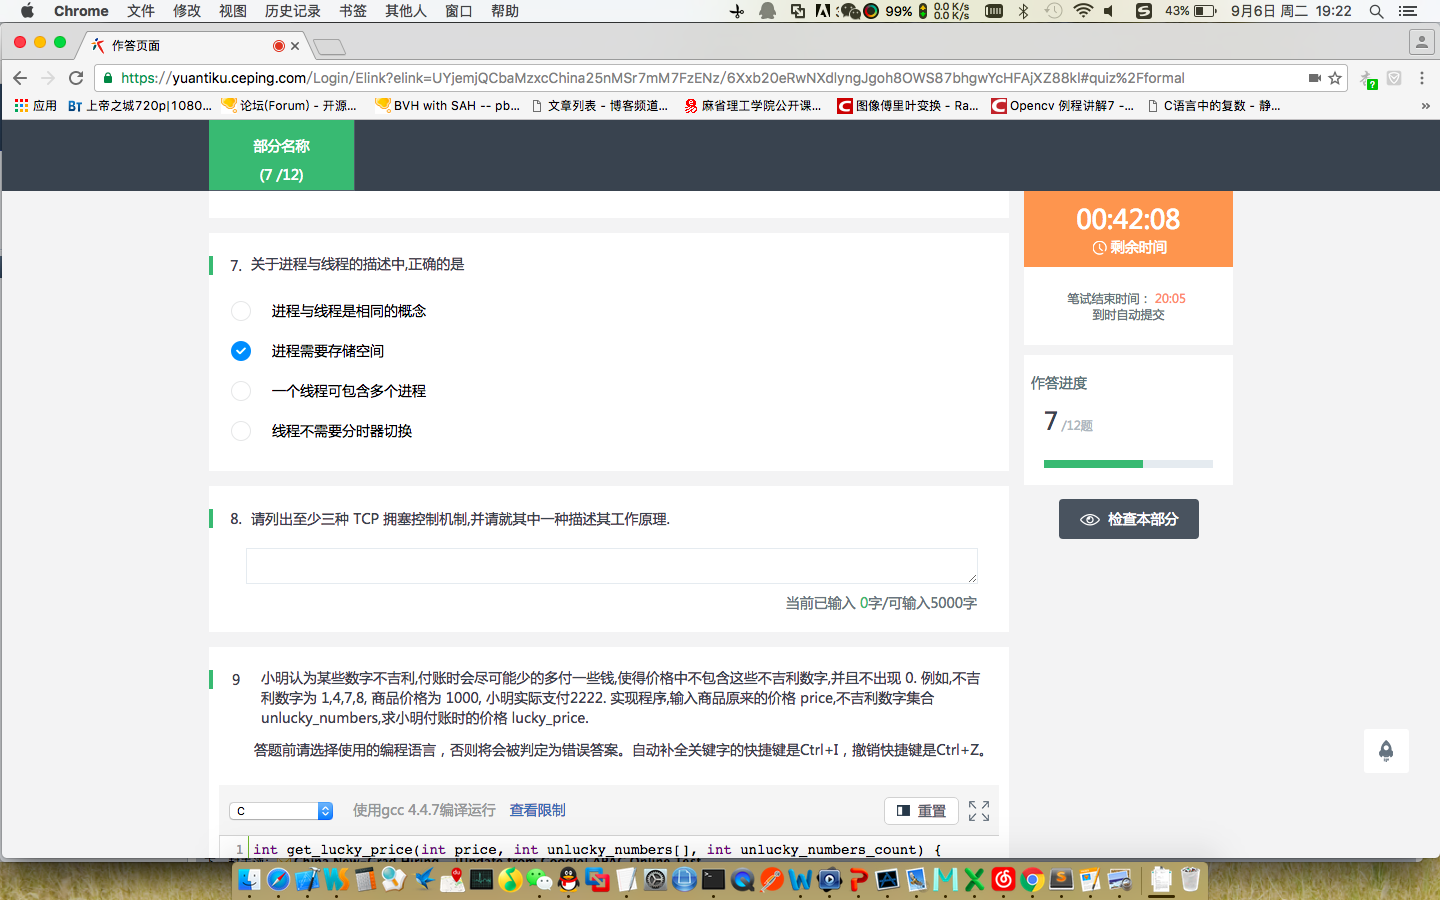 Chrome 文件 修改 视图 历史记录 书签 其他人 窗口 帮助 99% 0.0 K/s 0.0 K/s 43% 9月6日 周二 19:22
作答页面
https://yuantiku.ceping.com/Login/Elink?elink=UYjemjQCbaMzxcChina25nMSr7mM7FzENz/6Xxb2OeRwNXdlyngJgoh8OWS87bhgwYcHFAjXZ88kI#quiz%2Fformal
应用 BT 上帝之城720p|1080... 论坛(Forum) - 开源... BVH with SAH -- pb... 文章列表 - 博客频道... 麻省理工学院公开课... 图像傅里叶变换 - Ra... Opencv 例程讲解7 -... C语言中的复数 - 静... »
部分名称
(7 /12)
00:42:08
剩余时间
笔试结束时间： 20:05
到时自动提交
作答进度
7 /12题
检查本部分
7. 关于进程与线程的描述中,正确的是
进程与线程是相同的概念
进程需要存储空间
一个线程可包含多个进程
线程不需要分时器切换
8. 请列出至少三种 TCP 拥塞控制机制,并请就其中一种描述其工作原理.
当前已输入 0字/可输入5000字
9 小明认为某些数字不吉利,付账时会尽可能少的多付一些钱,使得价格中不包含这些不吉利数字,并且不出现 0. 例如,不吉
利数字为 1,4,7,8, 商品价格为 1000, 小明实际支付2222. 实现程序,输入商品原来的价格 price,不吉利数字集合
unlucky_numbers,求小明付账时的价格 lucky_price.
答题前请选择使用的编程语言，否则将会被判定为错误答案。自动补全关键字的快捷键是Ctrl+I，撤销快捷键是Ctrl+Z。
C 使用gcc 4.4.7编译运行 查看限制 重置
1 int get_lucky_price(int price, int unlucky_numbers[], int unlucky_numbers_count) {